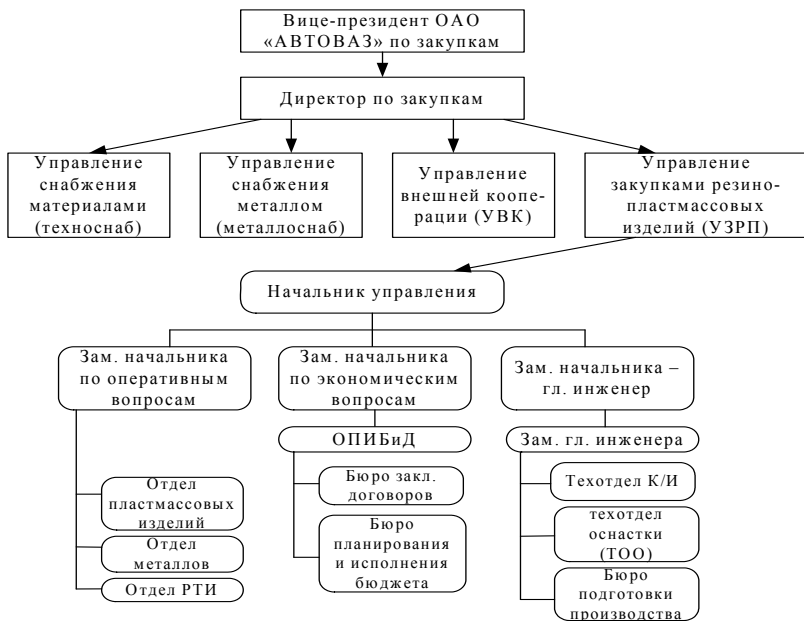 Вице-президент ОАО
«АВТОВАЗ» по закупкам
Директор по закупкам
Управление
снабжения
материалами
(техноснаб)
Управление
снабжения
металлом
(металлоснаб)
Управление
внешней коопе-
рации (УВК)
Управление
закупками резино-
пластмассовых
изделий (УЗРП)
Начальник управления
Зам. начальника
по оперативным
вопросам
Зам. начальника
по экономическим
вопросам
Зам. начальника –
гл. инженер
ОПИБиД
Зам. гл. инженера
Отдел
пластмассовых
изделий
Отдел
металлов
Отдел РТИ
Бюро закл.
договоров
Бюро
планирования
и исполнения
бюджета
Техотдел К/И
техотдел
оснастки
(ТОО)
Бюро
подготовки
производства